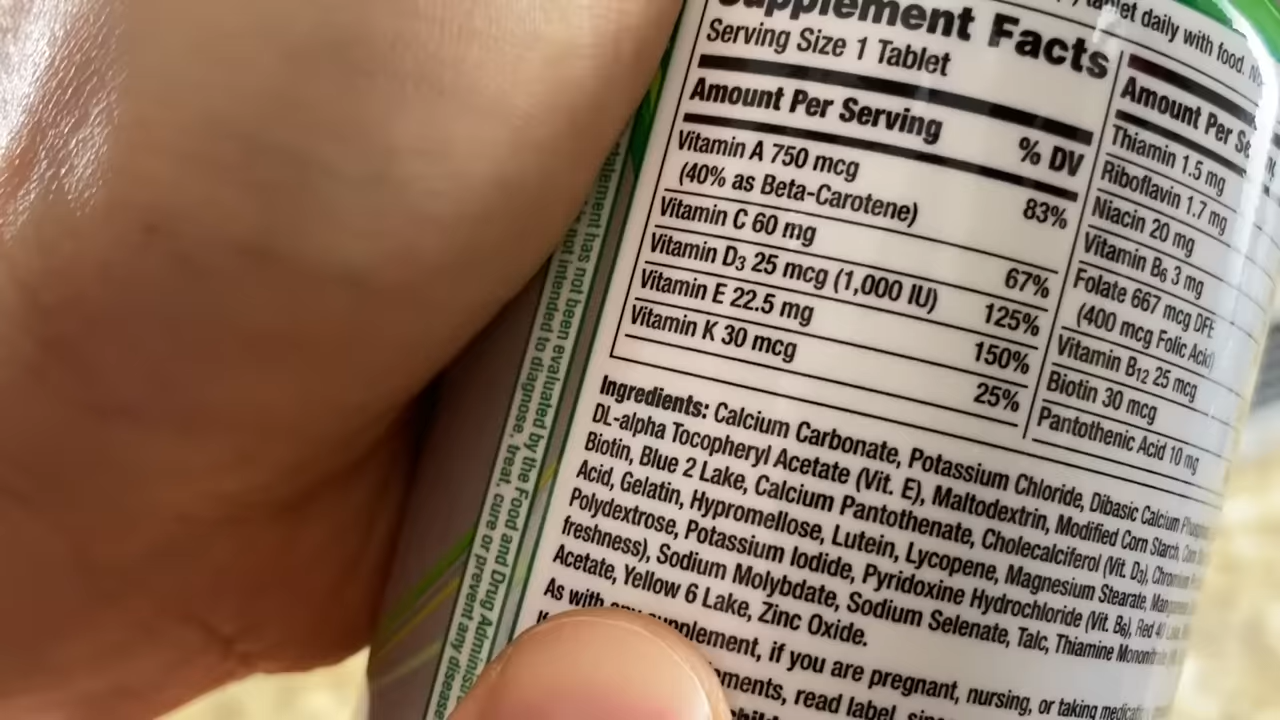 tablet daily with food.
Supplement Facts
Serving Size 1 Tablet
Amount Per Serving
% DV
Vitamin A 750 mcg
(40% as Beta-Carotene) 83%
Vitamin C 60 mg 67%
Vitamin D3 25 mcg (1,000 IU) 125%
Vitamin E 22.5 mg 150%
Vitamin K 30 mcg 25%
Amount Per Se
Thiamin 1.5 mg
Riboflavin 1.7 mg
Niacin 20 mg
Vitamin B6 3 mg
Folate 667 mcg DFE
(400 mcg Folic Acid)
Vitamin B12 25 mcg
Biotin 30 mcg
Pantothenic Acid 10 mg
Ingredients: Calcium Carbonate, Potassium Chloride, Dibasic Calcium
DL-alpha Tocopheryl Acetate (Vit. E), Maltodextrin, Modified Corn Starch,
Biotin, Blue 2 Lake, Calcium Pantothenate, Cholecalciferol (Vit. D3),
Acid, Gelatin, Hypromellose, Lutein, Lycopene, Magnesium Stearate,
Polydextrose, Potassium Iodide, Pyridoxine Hydrochloride (Vit. B6), Red 40
freshness), Sodium Molybdate, Sodium Selenate, Talc, Thiamine
Acetate, Yellow 6 Lake, Zinc Oxide.
As with any supplement, if you are pregnant, nursing, or taking
read label,
statement has not been evaluated by the Food and Drug
not intended to diagnose, treat, cure or prevent any disease